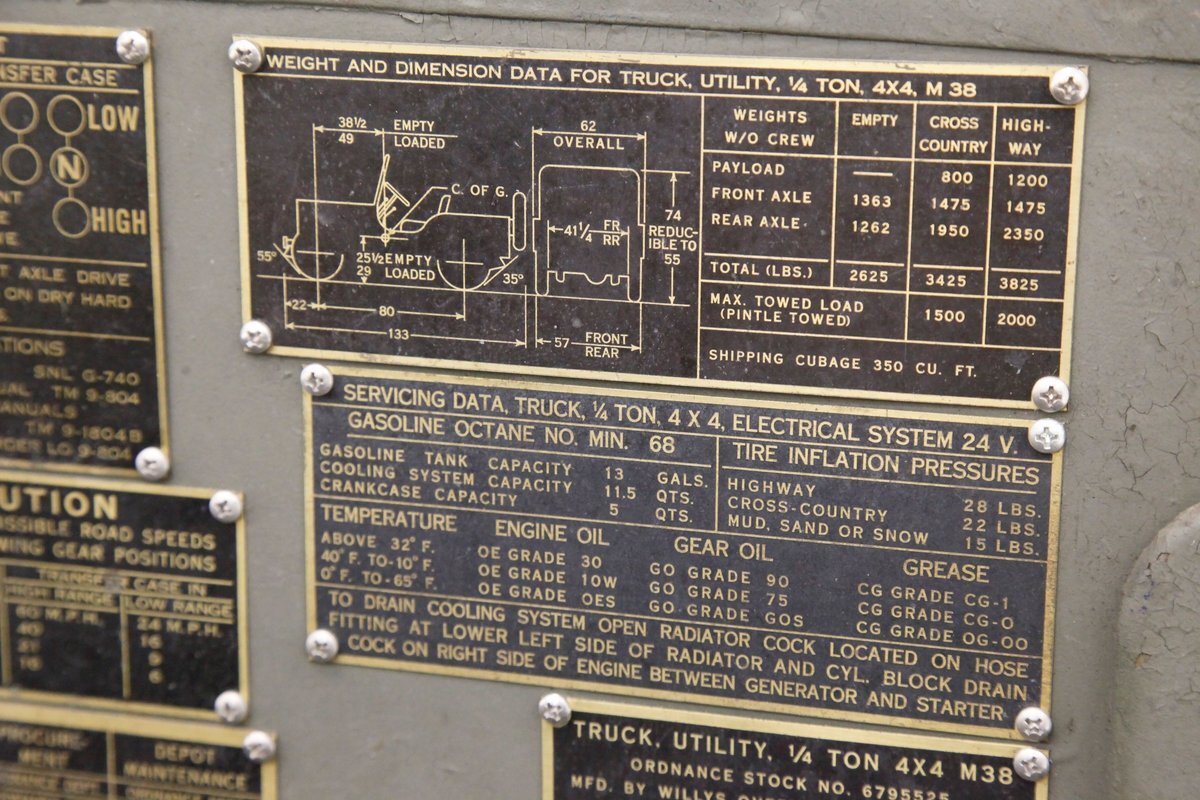 NSFER CASE
LOW
N
HIGH
AXLE DRIVE
ON DRY HARD
SNL G-740
TM 9-804
MANUALS
TM 9-1804B
LO 9-804
UTION
ROAD SPEEDS
GEAR POSITIONS
CASE IN
HIGH RANGE LOW RANGE
M.P.H. 24 M.P.H.
40 16
DEPOT
MENT MAINTENANCE
WEIGHT AND DIMENSION DATA FOR TRUCK, UTILITY, ¼ TON, 4X4, M 38
38½ EMPTY
49 LOADED
C. OF G.
55°
25½ EMPTY
29 LOADED
35°
22
80
133
62
OVERALL
41¼ FR
RR
74
REDUC-
IBLE TO
55
57 FRONT
REAR
WEIGHTS W/O CREW EMPTY CROSS COUNTRY HIGH-WAY
PAYLOAD — 800 1200
FRONT AXLE 1363 1475 1475
REAR AXLE 1262 1950 2350
TOTAL (LBS.) 2625 3425 3825
MAX. TOWED LOAD
(PINTLE TOWED) 1500 2000
SHIPPING CUBAGE 350 CU. FT.
SERVICING DATA, TRUCK, ¼ TON, 4 X 4, ELECTRICAL SYSTEM 24 V.
GASOLINE OCTANE NO. MIN. 68
GASOLINE TANK CAPACITY 13 GALS.
COOLING SYSTEM CAPACITY 11.5 QTS.
CRANKCASE CAPACITY 5 QTS.
TIRE INFLATION PRESSURES
HIGHWAY 28 LBS.
CROSS-COUNTRY 22 LBS.
MUD, SAND OR SNOW 15 LBS.
TEMPERATURE ENGINE OIL GEAR OIL GREASE
ABOVE 32° F. OE GRADE 30 GO GRADE 90 CG GRADE CG-1
40° F. TO-10° F. OE GRADE 10W GO GRADE 75 CG GRADE CG-0
0° F. TO-65° F. OE GRADE OES GO GRADE GOS CG GRADE OG-00
TO DRAIN COOLING SYSTEM OPEN RADIATOR COCK LOCATED ON HOSE
FITTING AT LOWER LEFT SIDE OF RADIATOR AND CYL. BLOCK DRAIN
COCK ON RIGHT SIDE OF ENGINE BETWEEN GENERATOR AND STARTER
TRUCK, UTILITY, ¼ TON 4X4 M38
ORDNANCE STOCK NO. 6795525
MFD. BY WILLYS